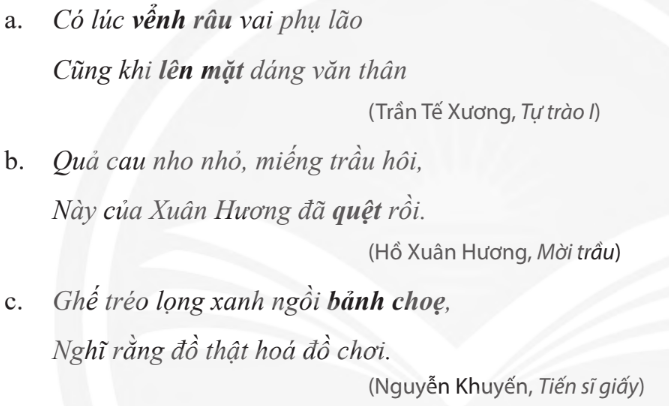 a. Có lúc vểnh râu vai phụ lão
Cũng khi lên mặt dáng văn thân
(Trần Tế Xương, Tự trào I)
b. Quả cau nho nhỏ, miếng trầu hôi,
Này của Xuân Hương đã quệt rồi.
(Hồ Xuân Hương, Mời trầu)
c. Ghế tréo lọng xanh ngồi bảnh choẹ,
Nghĩ rằng đồ thật hoá đồ chơi.
(Nguyễn Khuyến, Tiến sĩ giấy)